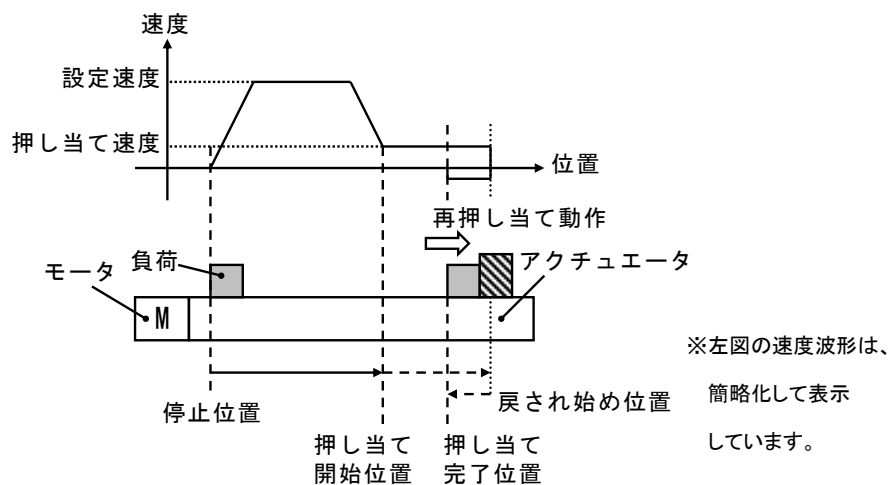 速度
設定速度
押し当て速度
位置
再押し当て動作
モータ
負荷
アクチュエータ
M
※左図の速度波形は、
簡略化して表示
しています。
停止位置
戻され始め位置
押し当て
開始位置
押し当て
完了位置